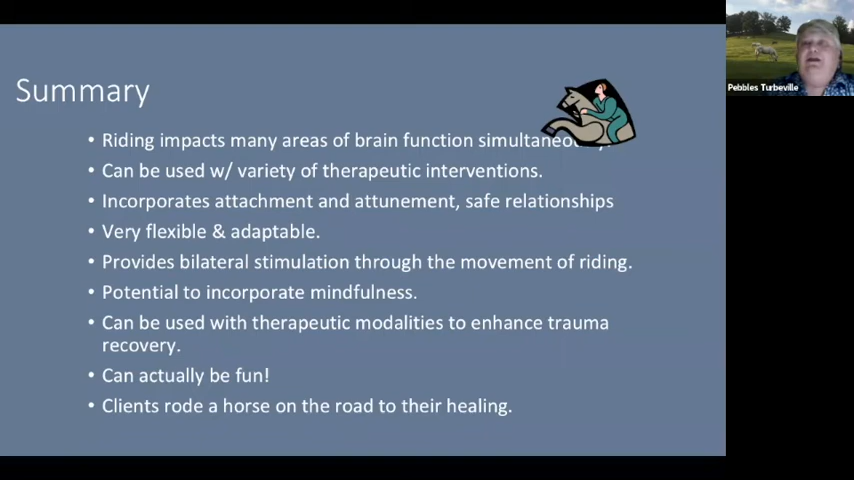 Summary
• Riding impacts many areas of brain function
• Can be used w/ variety of therapeutic interventions.
• Incorporates attachment and attunement, safe relationships
• Very flexible & adaptable.
• Provides bilateral stimulation through the movement of riding.
• Potential to incorporate mindfulness.
• Can be used with therapeutic modalities to enhance trauma
recovery.
• Can actually be fun!
• Clients rode a horse on the road to their healing.
Pebbles Turbeville